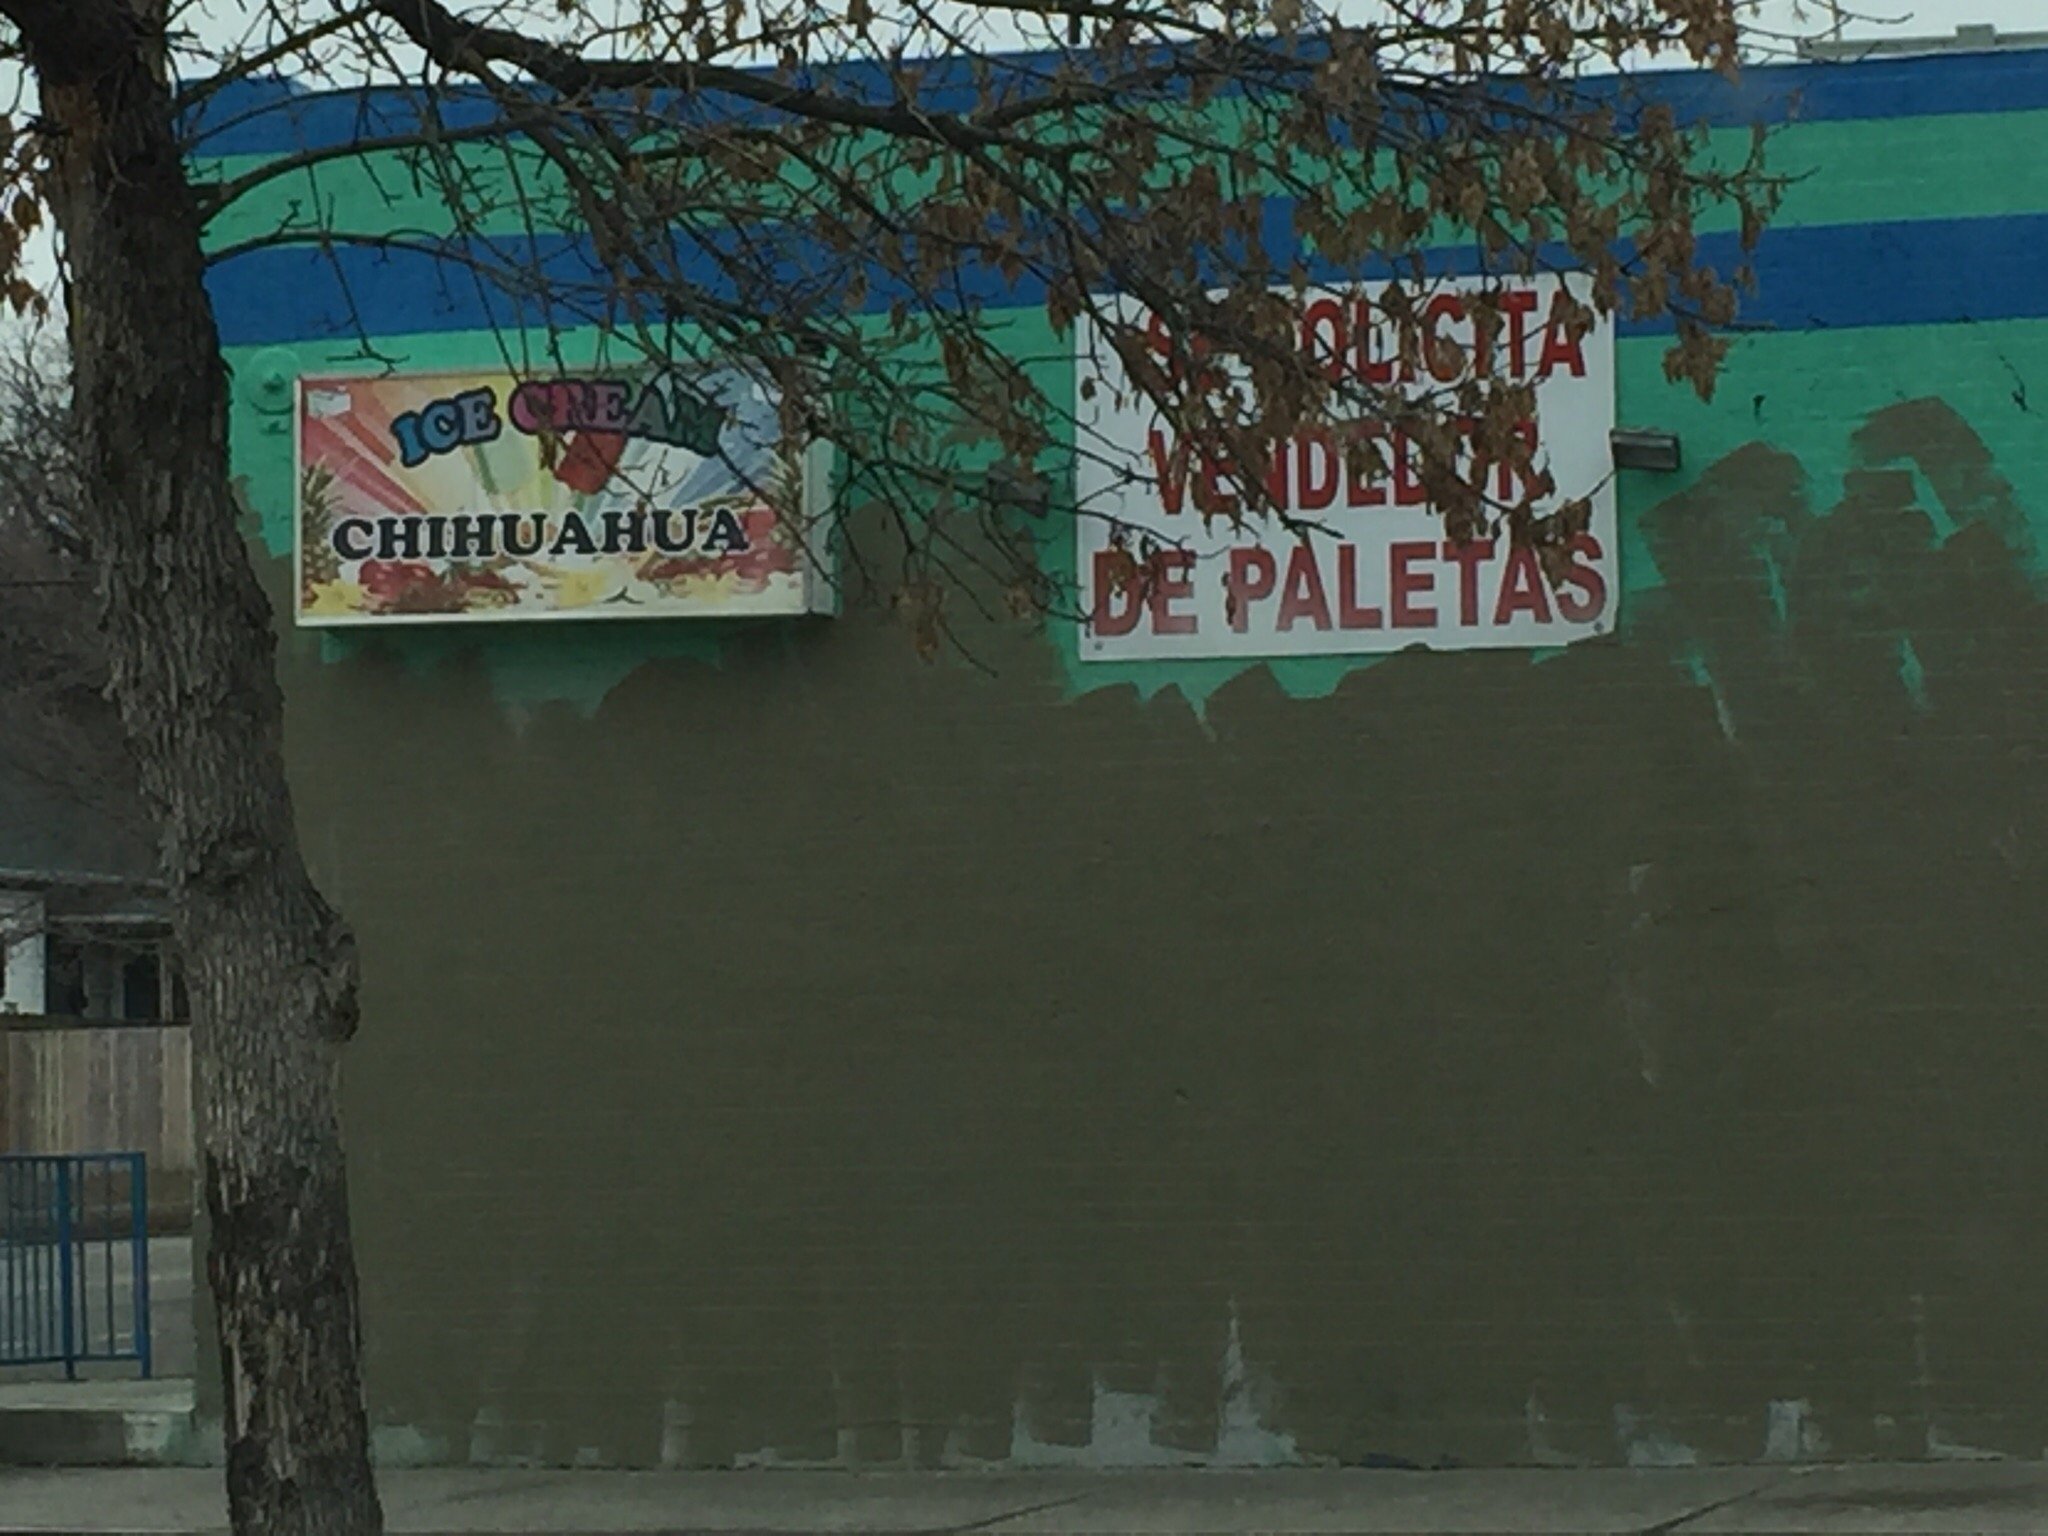 ICE CREAM
CHIHUAHUA
SE SOLICITA
VENDEDOR
DE PALETAS